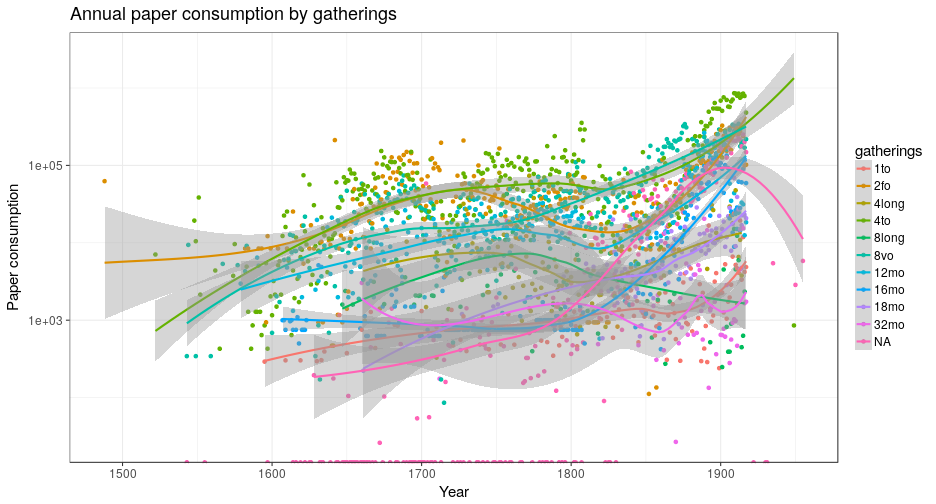 Annual paper consumption by gatherings
Paper consumption
1e+05
1e+03
1500
1600
1700
1800
1900
Year
gatherings
1to
2fo
4long
4to
8long
8vo
12mo
16mo
18mo
32mo
NA